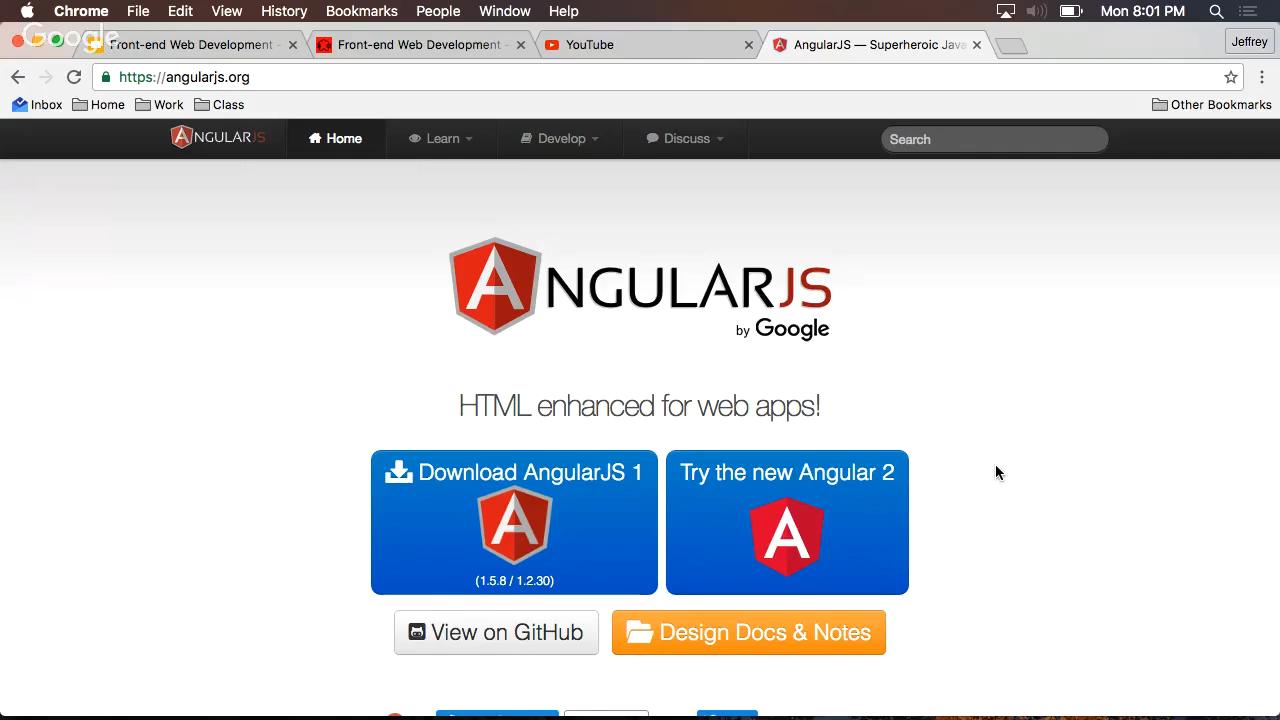 Chrome File Edit View History Bookmarks People Window Help Mon 8:01 PM
Google
Front-end Web Development - Front-end Web Development - YouTube AngularJS — Superheroic Java Jeffrey
https://angularjs.org
Inbox Home Work Class Other Bookmarks
ANGULARJS Home Learn Develop Discuss Search
ANGULARJS
by Google
HTML enhanced for web apps!
Download AngularJS 1 Try the new Angular 2
(1.5.8 / 1.2.30)
View on GitHub Design Docs & Notes